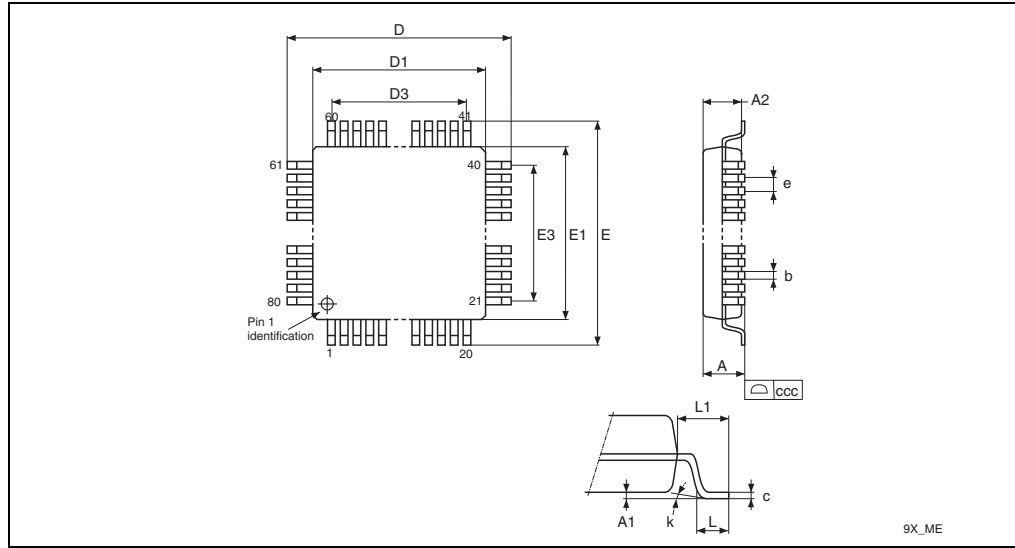 D
D1
D3
A2
60 41
61 40
e
E3 E1 E
b
80 21
Pin 1
identification
1 20
A
ccc
L1
c
A1 k L
9X_ME